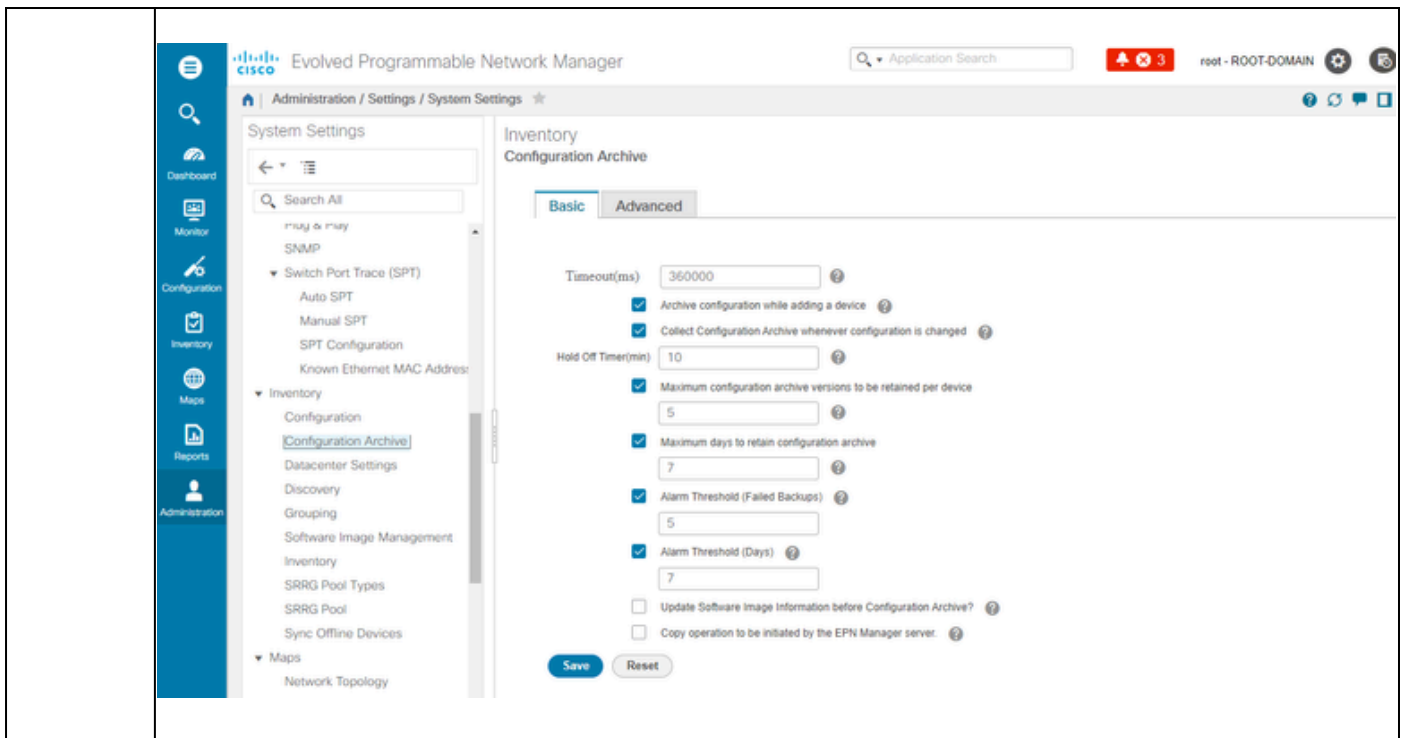 cisco Evolved Programmable Network Manager
Application Search
3
root - ROOT-DOMAIN
Administration / Settings / System Settings
Dashboard
Monitor
Configuration
Inventory
Maps
Reports
Administration
System Settings
Search All
Plug & Play
SNMP
Switch Port Trace (SPT)
Auto SPT
Manual SPT
SPT Configuration
Known Ethernet MAC Address
Inventory
Configuration
Configuration Archive
Datacenter Settings
Discovery
Grouping
Software Image Management
Inventory
SRRG Pool Types
SRRG Pool
Sync Offline Devices
Maps
Network Topology
Inventory
Configuration Archive
Basic Advanced
Timeout(ms) 360000
Archive configuration while adding a device
Collect Configuration Archive whenever configuration is changed
Hold Off Timer(min) 10
Maximum configuration archive versions to be retained per device
5
Maximum days to retain configuration archive
7
Alarm Threshold (Failed Backups)
5
Alarm Threshold (Days)
7
Update Software Image Information before Configuration Archive?
Copy operation to be initiated by the EPN Manager server.
Save Reset